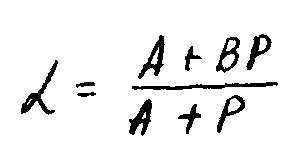 α = (A + BP) / (A + P)